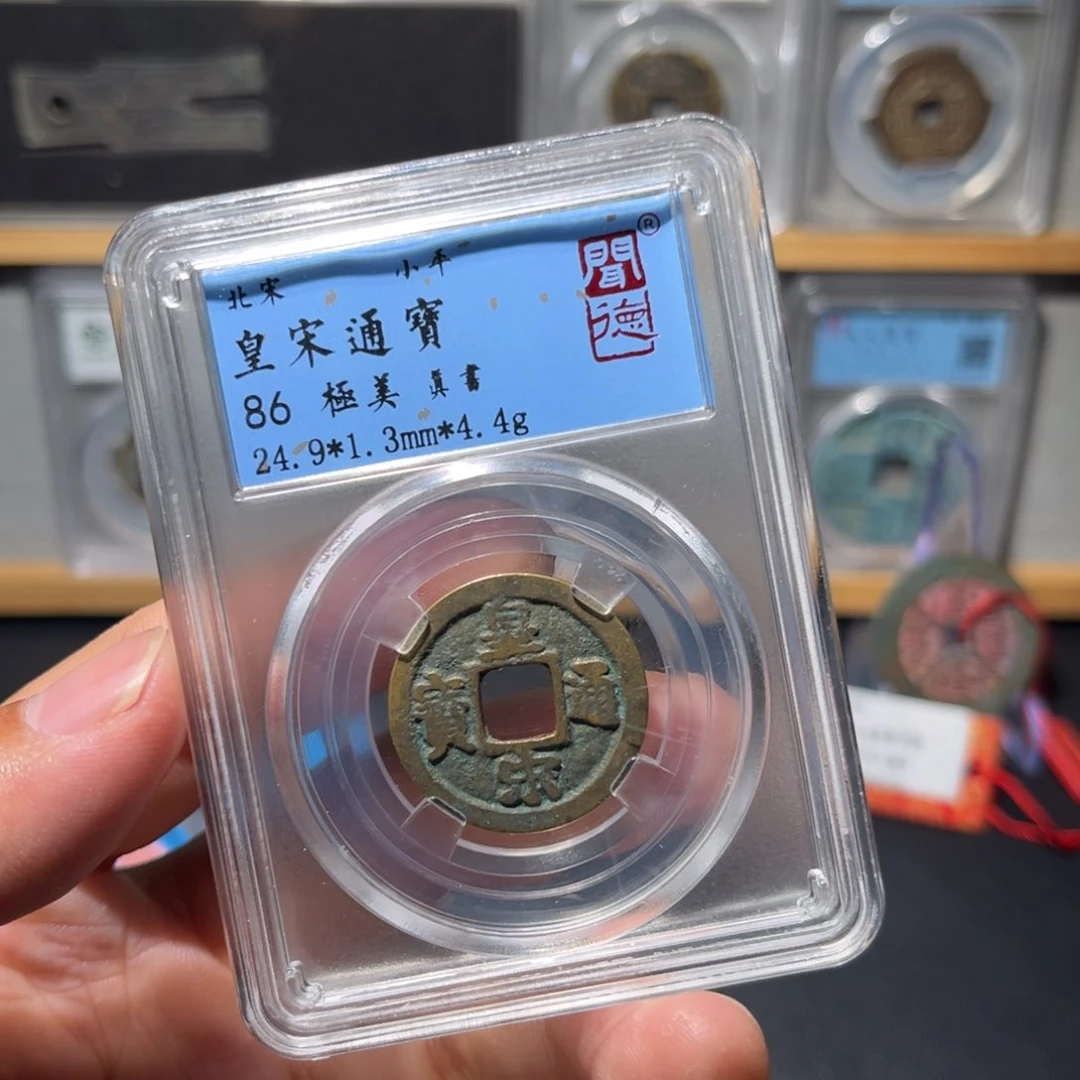 北宋 小平
皇宋通寶
86 極美 眞書
24.9*1.3mm*4.4g
聞德
®
皇宋通寶